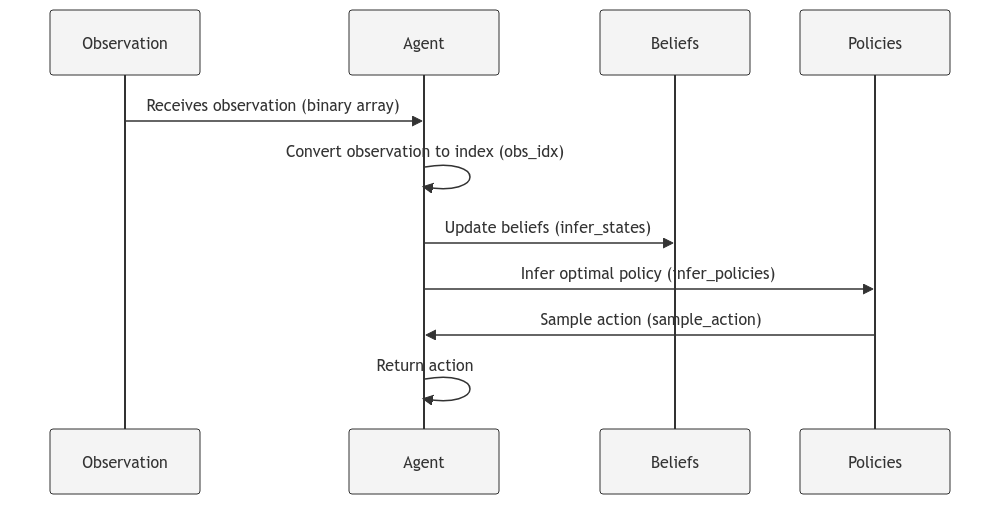 Observation
Agent
Beliefs
Policies
Receives observation (binary array)
Convert observation to index (obs_idx)
Update beliefs (infer_states)
Infer optimal policy (infer_policies)
Sample action (sample_action)
Return action
Observation
Agent
Beliefs
Policies